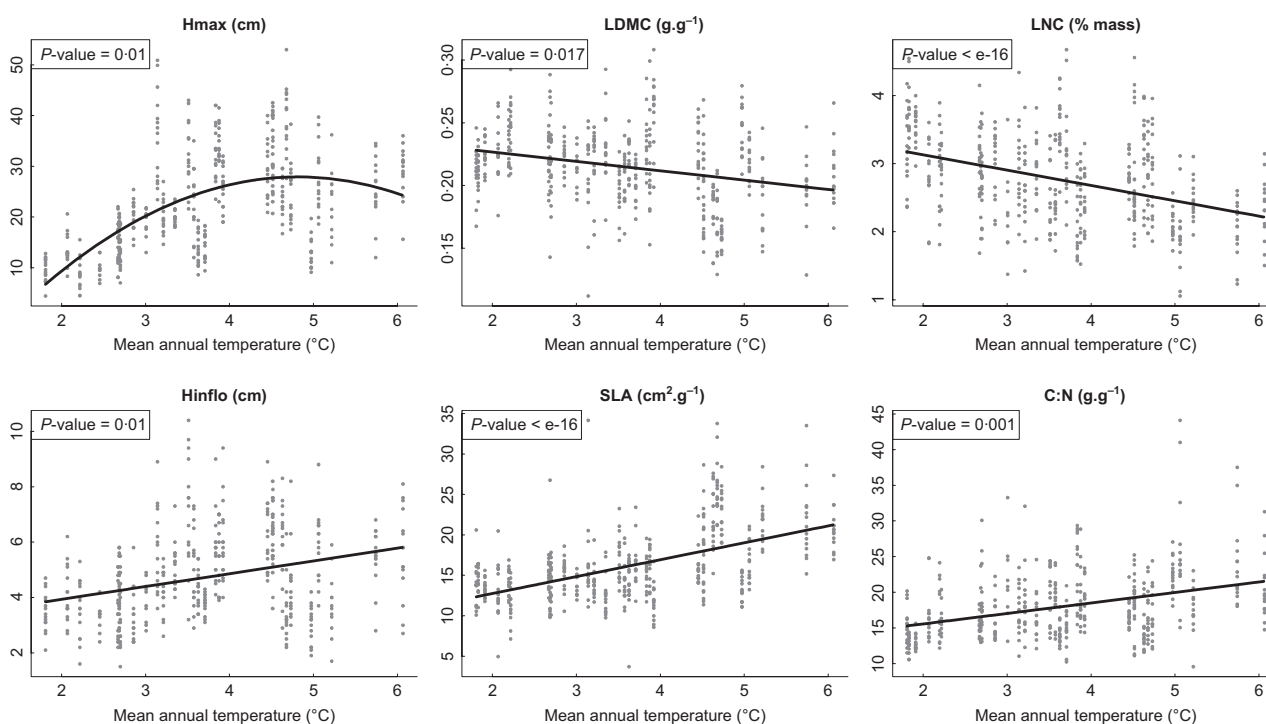 Hmax (cm)
P-value = 0·01
50
40
30
20
10
2 3 4 5 6
Mean annual temperature (°C)
LDMC (g.g⁻¹)
P-value = 0·017
0·30
0·25
0·20
0·15
2 3 4 5 6
Mean annual temperature (°C)
LNC (% mass)
P-value < e-16
4
3
2
1
2 3 4 5 6
Mean annual temperature (°C)
Hinflo (cm)
P-value = 0·01
10
8
6
4
2
2 3 4 5 6
Mean annual temperature (°C)
SLA (cm².g⁻¹)
P-value < e-16
35
30
25
20
15
10
5
2 3 4 5 6
Mean annual temperature (°C)
C:N (g.g⁻¹)
P-value = 0·001
45
40
35
30
25
20
15
10
2 3 4 5 6
Mean annual temperature (°C)